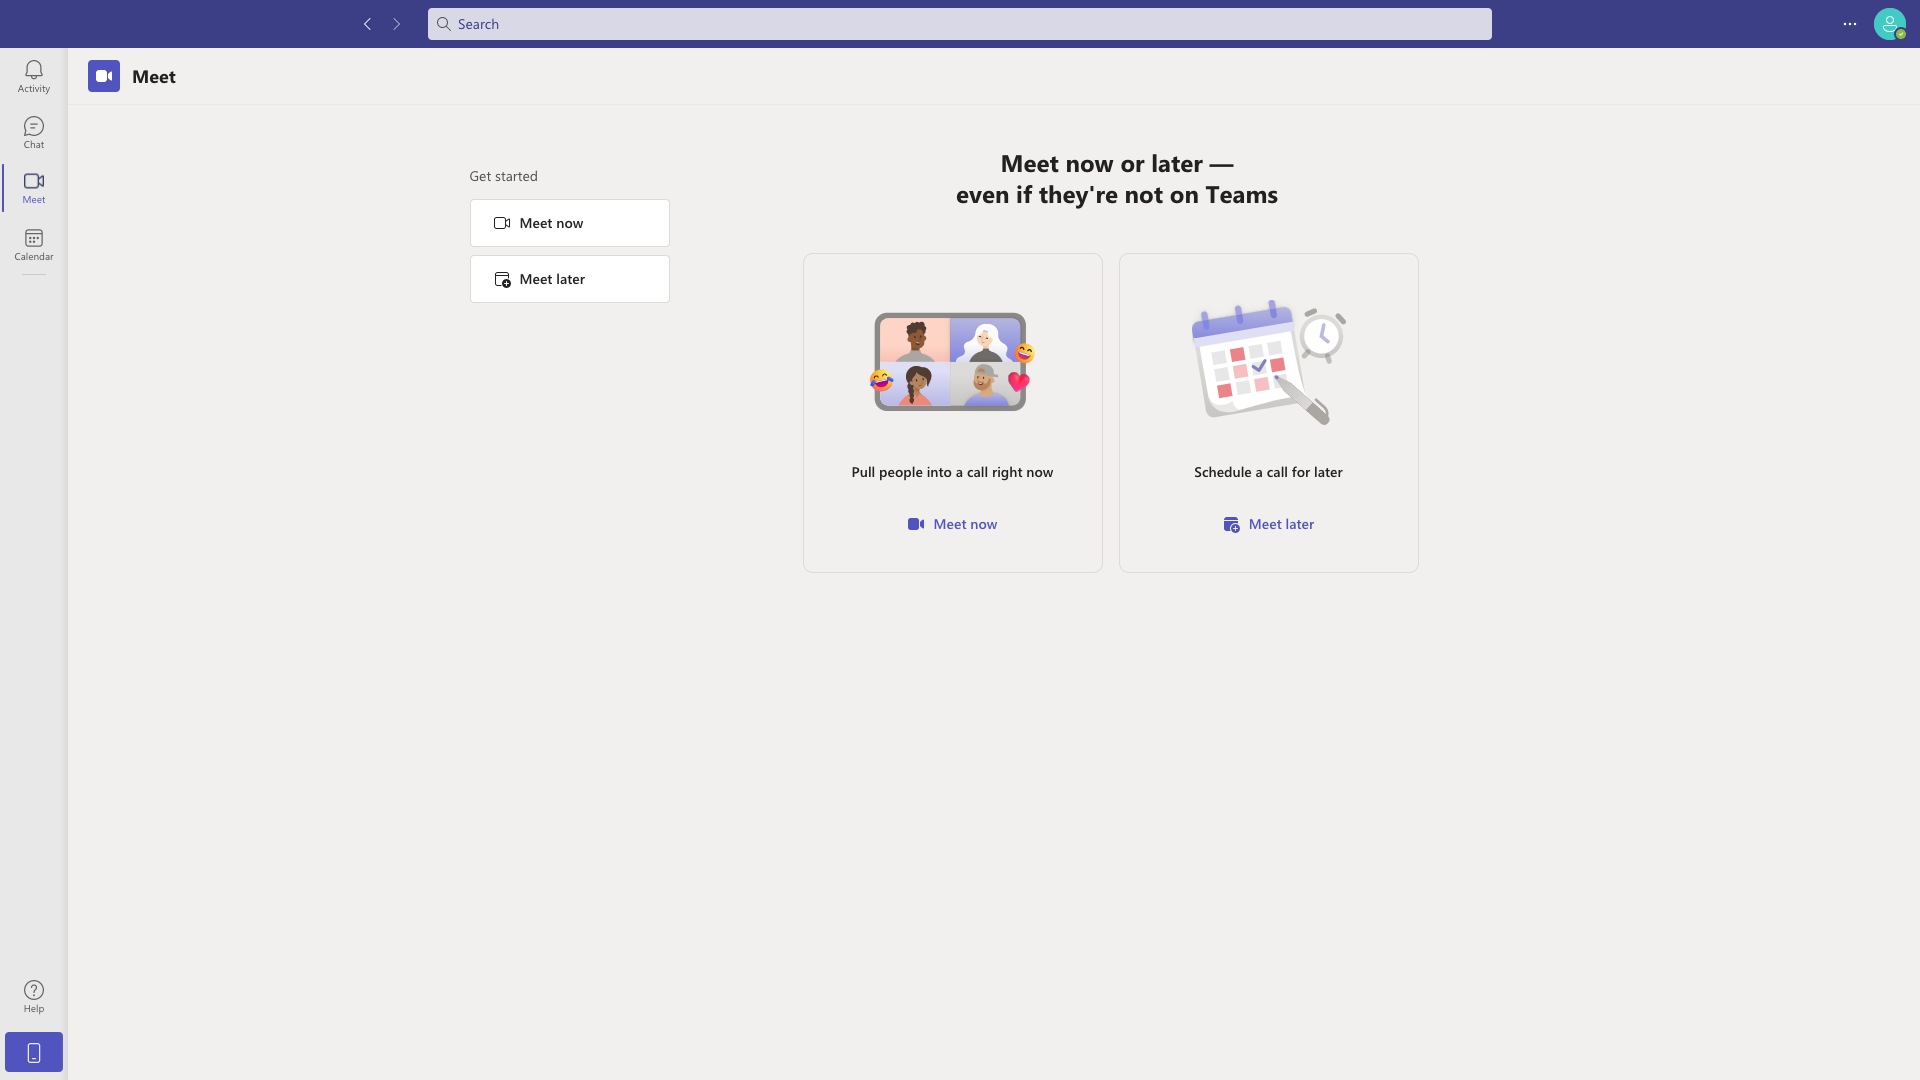 Search
Activity
Chat
Meet
Calendar
Help
Meet
Get started
Meet now
Meet later
Meet now or later —
even if they're not on Teams
Pull people into a call right now
Meet now
Schedule a call for later
Meet later